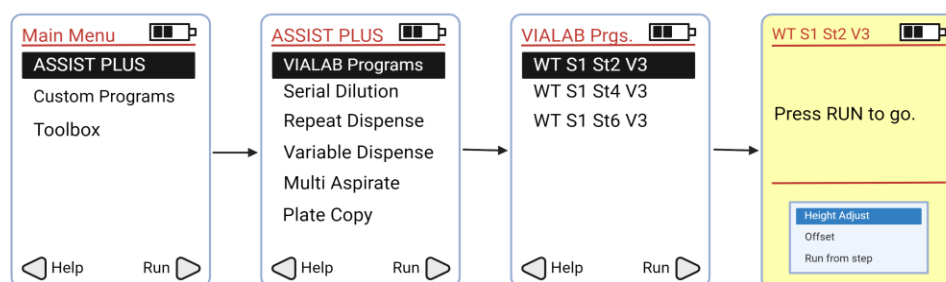 Main Menu
ASSIST PLUS
Custom Programs
Toolbox
Help Run
ASSIST PLUS
VIALAB Programs
Serial Dilution
Repeat Dispense
Variable Dispense
Multi Aspirate
Plate Copy
Help Run
VIALAB Prgs.
WT S1 St2 V3
WT S1 St4 V3
WT S1 St6 V3
Help Run
WT S1 St2 V3
Press RUN to go.
Height Adjust
Offset
Run from step